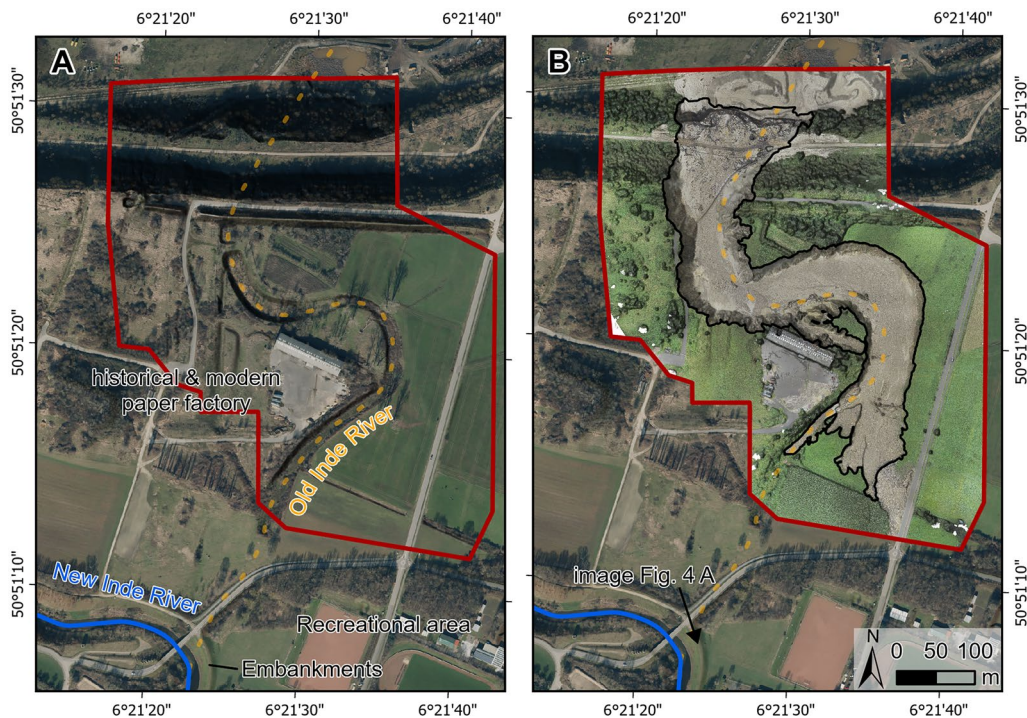 6°21'20"
6°21'30"
6°21'40"
6°21'20"
6°21'30"
6°21'40"
A
B
50°51'30"
50°51'20"
50°51'10"
50°51'30"
50°51'20"
50°51'10"
historical & modern
paper factory
Old Inde River
New Inde River
Recreational area
Embankments
image Fig. 4 A
N
0 50 100
m
6°21'20"
6°21'30"
6°21'40"
6°21'20"
6°21'30"
6°21'40"